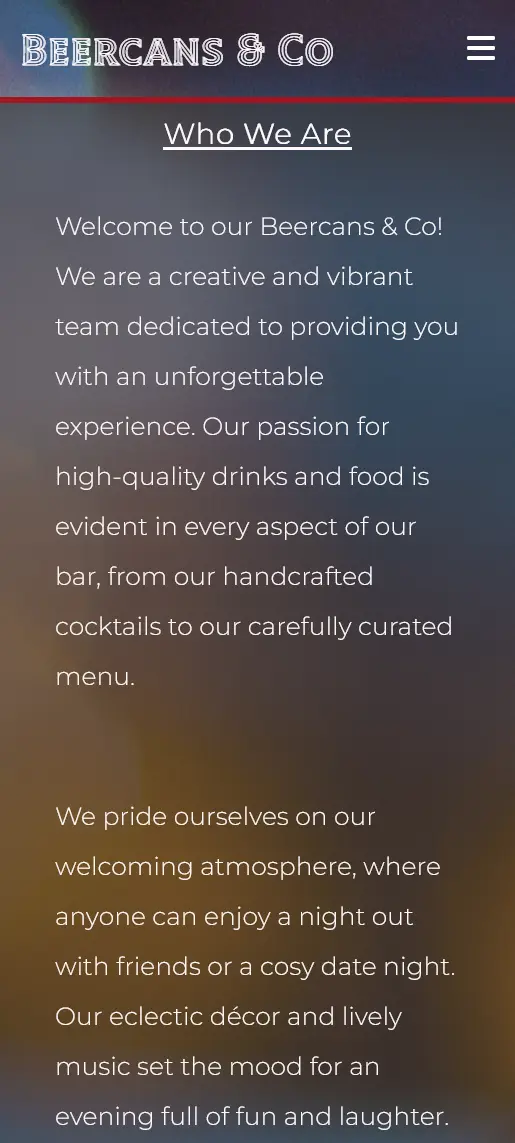 Beercans & Co
Who We Are
Welcome to our Beercans & Co!
We are a creative and vibrant
team dedicated to providing you
with an unforgettable
experience. Our passion for
high-quality drinks and food is
evident in every aspect of our
bar, from our handcrafted
cocktails to our carefully curated
menu.
We pride ourselves on our
welcoming atmosphere, where
anyone can enjoy a night out
with friends or a cosy date night.
Our eclectic décor and lively
music set the mood for an
evening full of fun and laughter.